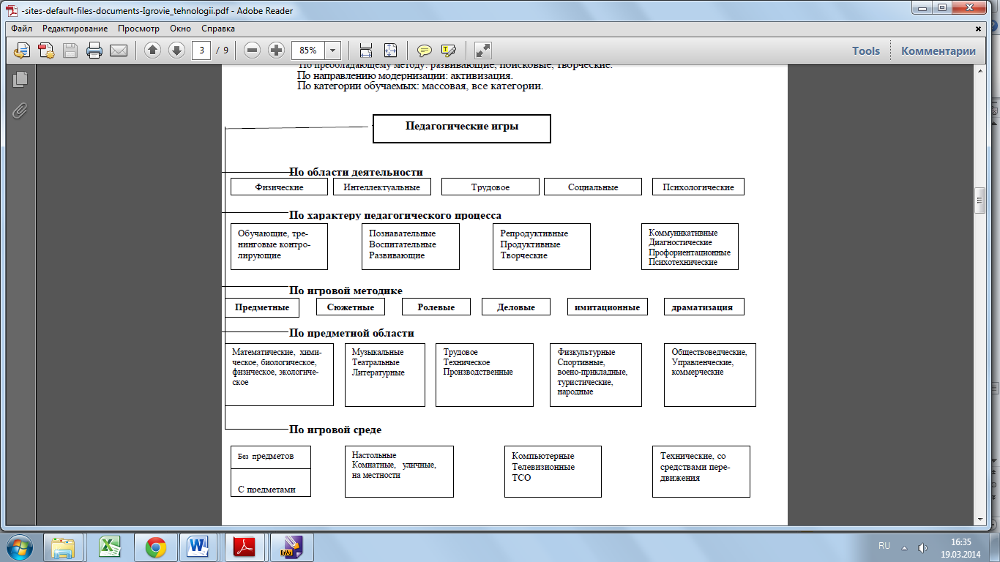 -sites-default-files-documents-Igrovie_tehnologii.pdf - Adobe Reader
Файл Редактирование Просмотр Окно Справка
3 / 9 85% Tools Комментарии
По преобладающему методу: развивающие, поисковые, творческие.
По направлению модернизации: активизация.
По категории обучаемых: массовая, все категории.
Педагогические игры
По области деятельности
Физические Интеллектуальные Трудовое Социальные Психологические
По характеру педагогического процесса
Обучающие, тре-
нинговые контро-
лирующие
Познавательные
Воспитательные
Развивающие
Репродуктивные
Продуктивные
Творческие
Коммуникативные
Диагностические
Профориентационные
Психотехнические
По игровой методике
Предметные Сюжетные Ролевые Деловые имитационные драматизация
По предметной области
Математические, хими-
ческое, биологическое,
физическое, экологиче-
ское
Музыкальные
Театральные
Литературные
Трудовое
Техническое
Производственные
Физкультурные
Спортивные,
воено-прикладные,
туристические,
народные
Обществоведческие,
Управленческие,
коммерческие
По игровой среде
Без предметов
С предметами
Настольные
Комнатные, уличные,
на местности
Компьютерные
Телевизионные
ТСО
Технические, со
средствами пере-
движения
RU
16:35
19.03.2014